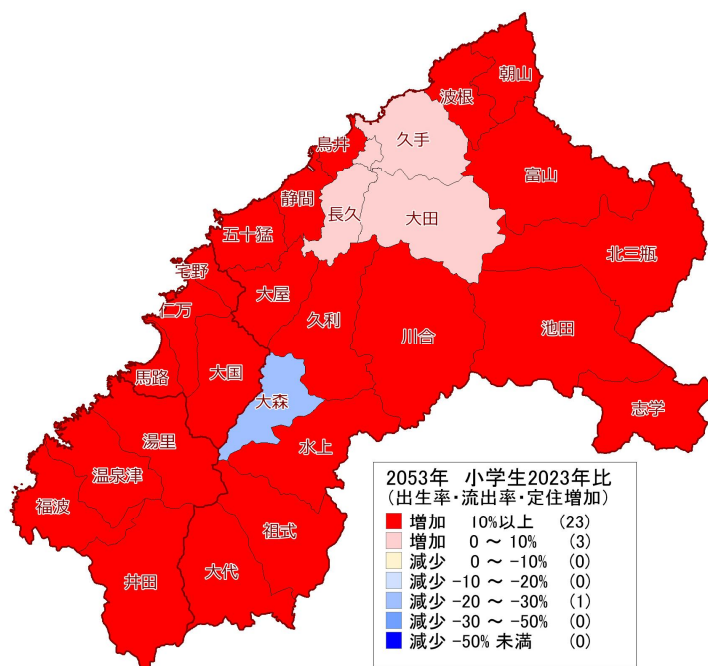 朝山
波根
久手
鳥井
富山
静間
長久
大田
五十猛
北三瓶
宅野
大屋
仁万
久利
川合
池田
馬路
大国
大森
志学
湯里
水上
温泉津
福波
祖式
井田
大代
2053年 小学生2023年比
(出生率・流出率・定住増加)
増加 10%以上 (23)
増加 0 ～ 10% (3)
減少 0 ～ -10% (0)
減少 -10 ～ -20% (0)
減少 -20 ～ -30% (1)
減少 -30 ～ -50% (0)
減少 -50% 未満 (0)